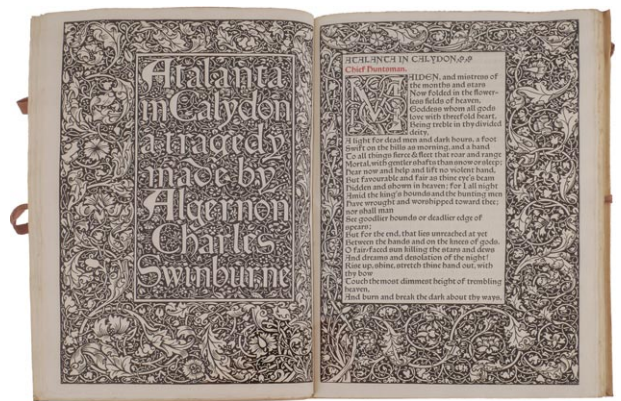 Atalanta
in Calydon
a tragedy
made by
Algernon
Charles
Swinburne
ATALANTA IN CALYDON
Chief Huntsman.
MAIDEN, and mistress of
the months and stars
Now folded in the flower-
less fields of heaven,
Goddess whom all gods
love with threefold heart,
Being treble in thy divided
deity,
A light for dead men and dark hours, a foot
Swift on the hills as morning, and a hand
To all things fierce & fleet that roar and range
Mortal, with gentler shafts than snow or sleep;
Hear now and help and lift no violent hand,
But favourable and fair as thine eye's beam
Hidden and shown in heaven; for I all night
Amid the king's hounds and the hunting men
Have wrought and worshipped toward thee;
nor shall man
See goodlier hounds or deadlier edge of
spears;
But for the end, that lies unreached at yet
Between the hands and on the knees of gods.
O fair-faced sun killing the stars and dews
And dreams and desolation of the night!
Rise up, shine, stretch thine hand out, with
thy bow
Touch the most dimmest height of trembling
heaven,
And burn and break the dark about thy ways,